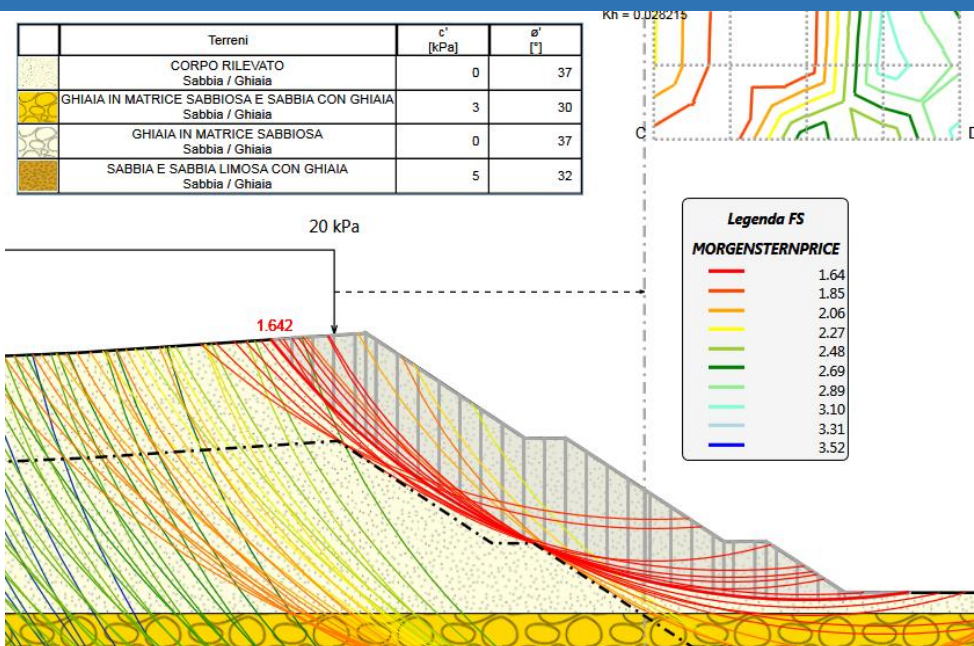 Kh = 0.028215
Terreni c' [kPa] ø' [°]
CORPO RILEVATO
Sabbia / Ghiaia 0 37
GHIAIA IN MATRICE SABBIOSA E SABBIA CON GHIAIA
Sabbia / Ghiaia 3 30
GHIAIA IN MATRICE SABBIOSA
Sabbia / Ghiaia 0 37
SABBIA E SABBIA LIMOSA CON GHIAIA
Sabbia / Ghiaia 5 32
C D
20 kPa
Legenda FS
MORGENSTERNPRICE
1.64
1.85
2.06
2.27
2.48
2.69
2.89
3.10
3.31
3.52
1.642